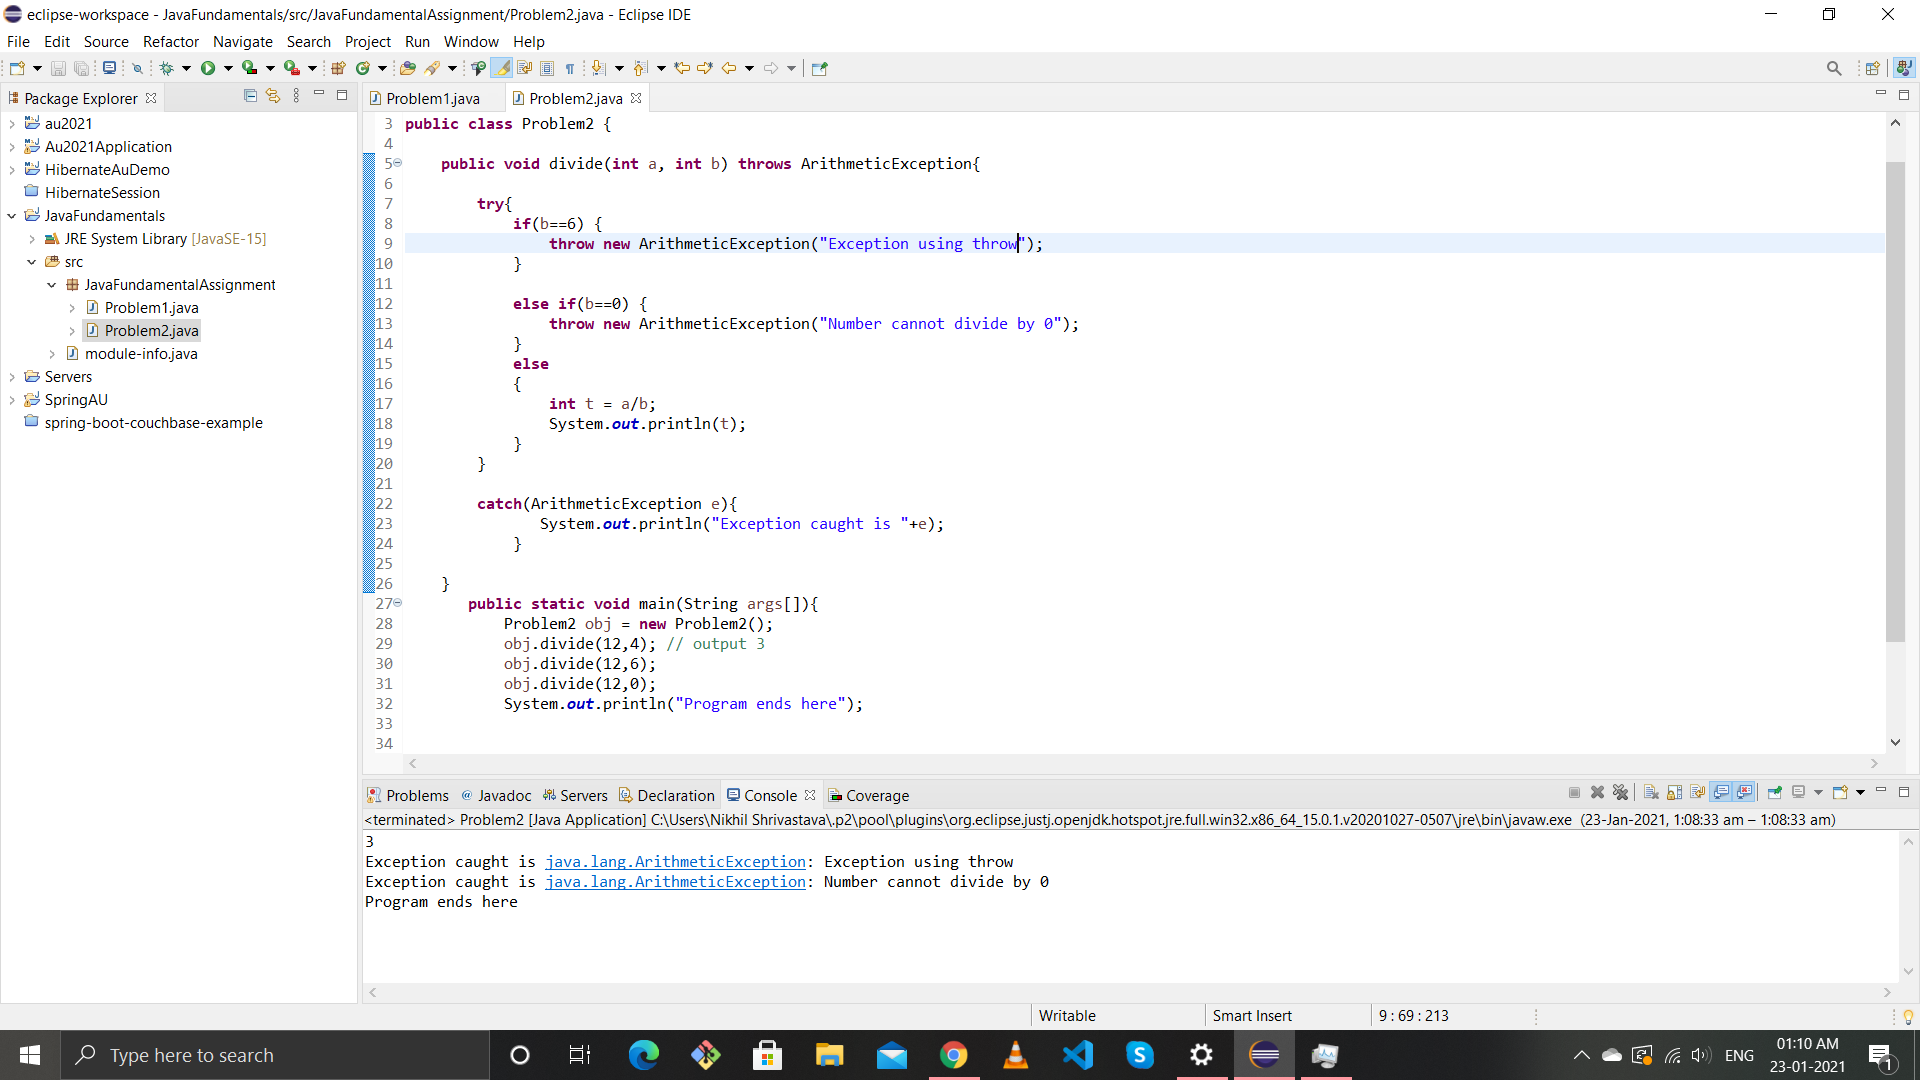 eclipse-workspace - JavaFundamentals/src/JavaFundamentalAssignment/Problem2.java - Eclipse IDE
File Edit Source Refactor Navigate Search Project Run Window Help
Package Explorer
au2021
Au2021Application
HibernateAuDemo
HibernateSession
JavaFundamentals
JRE System Library [JavaSE-15]
src
JavaFundamentalAssignment
Problem1.java
Problem2.java
module-info.java
Servers
SpringAU
spring-boot-couchbase-example
Problem1.java Problem2.java
3 public class Problem2 {
4
5 public void divide(int a, int b) throws ArithmeticException{
6
7 try{
8 if(b==6) {
9 throw new ArithmeticException("Exception using throw");
10 }
11
12 else if(b==0) {
13 throw new ArithmeticException("Number cannot divide by 0");
14 }
15 else
16 {
17 int t = a/b;
18 System.out.println(t);
19 }
20 }
21
22 catch(ArithmeticException e){
23 System.out.println("Exception caught is "+e);
24 }
25
26 }
27 public static void main(String args[]){
28 Problem2 obj = new Problem2();
29 obj.divide(12,4); // output 3
30 obj.divide(12,6);
31 obj.divide(12,0);
32 System.out.println("Program ends here");
33
34
Problems @ Javadoc Servers Declaration Console Coverage
<terminated> Problem2 [Java Application] C:\Users\Nikhil Shrivastava\.p2\pool\plugins\org.eclipse.justj.openjdk.hotspot.jre.full.win32.x86_64_15.0.1.v20201027-0507\jre\bin\javaw.exe (23-Jan-2021, 1:08:33 am – 1:08:33 am)
3
Exception caught is java.lang.ArithmeticException: Exception using throw
Exception caught is java.lang.ArithmeticException: Number cannot divide by 0
Program ends here
Writable Smart Insert 9 : 69 : 213
Type here to search
ENG
01:10 AM
23-01-2021
1